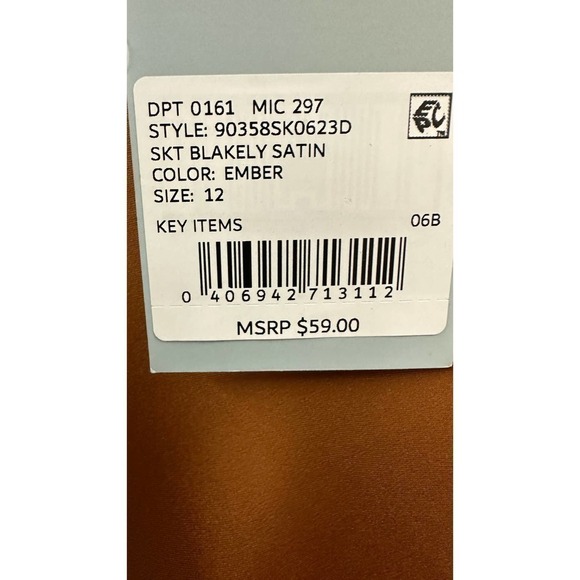 DPT 0161 MIC 297
STYLE: 90358SK0623D
SKT BLAKELY SATIN
COLOR: EMBER
SIZE: 12
KEY ITEMS 06B
0 406942 713112
MSRP $59.00